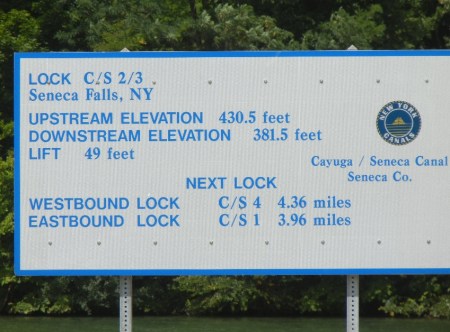 LOCK C/S 2/3
Seneca Falls, NY
UPSTREAM ELEVATION 430.5 feet
DOWNSTREAM ELEVATION 381.5 feet
LIFT 49 feet
NEW YORK
CANALS
Cayuga / Seneca Canal
Seneca Co.
NEXT LOCK
WESTBOUND LOCK C/S 4 4.36 miles
EASTBOUND LOCK C/S 1 3.96 miles